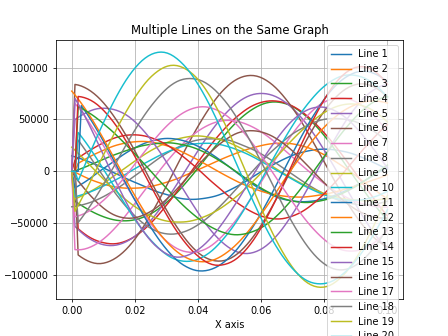 Multiple Lines on the Same Graph
100000
50000
0
−50000
−100000
0.00
0.02
0.04
0.06
0.08
X axis
Line 1
Line 2
Line 3
Line 4
Line 5
Line 6
Line 7
Line 8
Line 9
Line 10
Line 11
Line 12
Line 13
Line 14
Line 15
Line 16
Line 17
Line 18
Line 19
Line 20